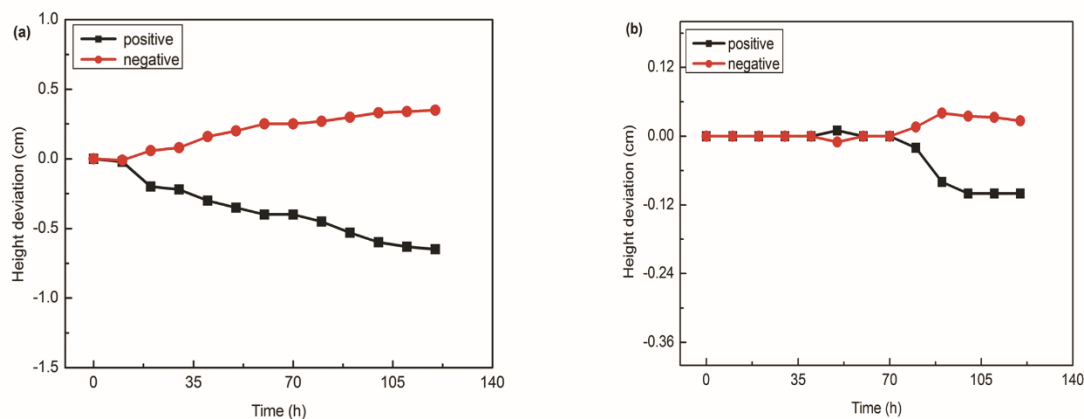 (a)
positive
negative
1.0
0.5
0.0
-0.5
-1.0
-1.5
Height deviation (cm)
0 35 70 105 140
Time (h)
(b)
positive
negative
0.12
0.00
-0.12
-0.24
-0.36
Height deviation (cm)
0 35 70 105 140
Time (h)